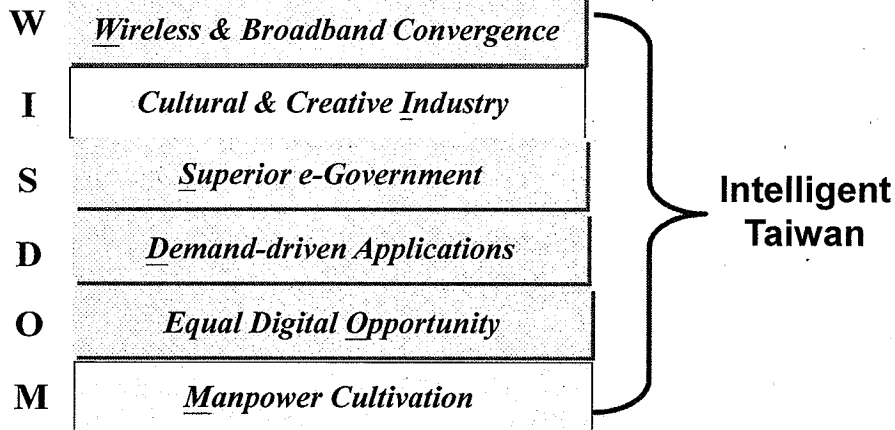 W Wireless & Broadband Convergence
I Cultural & Creative Industry
S Superior e-Government
D Demand-driven Applications
O Equal Digital Opportunity
M Manpower Cultivation
Intelligent
Taiwan